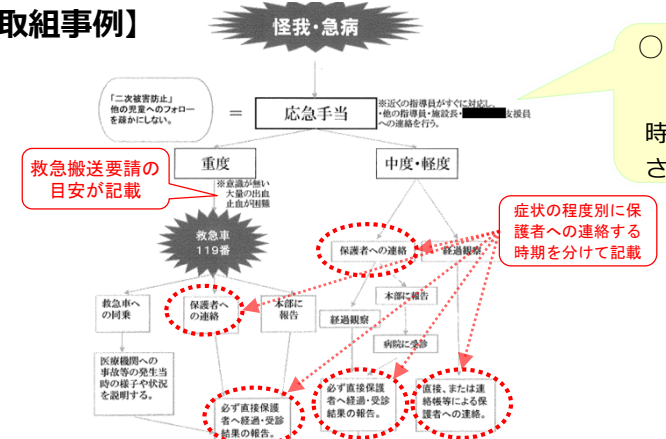 取組事例】
怪我・急病
○
「二次被害防止」
他の児童へのフォロー
を疎かにしない。
＝
応急手当
※近くの指導員がすぐに対応し、
・他の指導員・施設長・
支援員
への連絡を行う。
時
さ
救急搬送要請の
目安が記載
重度
中度・軽度
※意識が無い
大量の出血
止血が困難
症状の程度別に保
護者への連絡する
時期を分けて記載
救急車
119番
保護者への連絡
経過観察
救急車へ
の同乗
保護者へ
の連絡
本部に
報告
本部に報告
経過観察
病院に受診
医療機関への
事故等の発生当
時の様子や状況
を説明する。
必ず直接保護
者へ経過・受診
結果の報告。
必ず直接保護
者へ経過・受診
結果の報告。
直接、または連
絡帳等による保
護者への連絡。